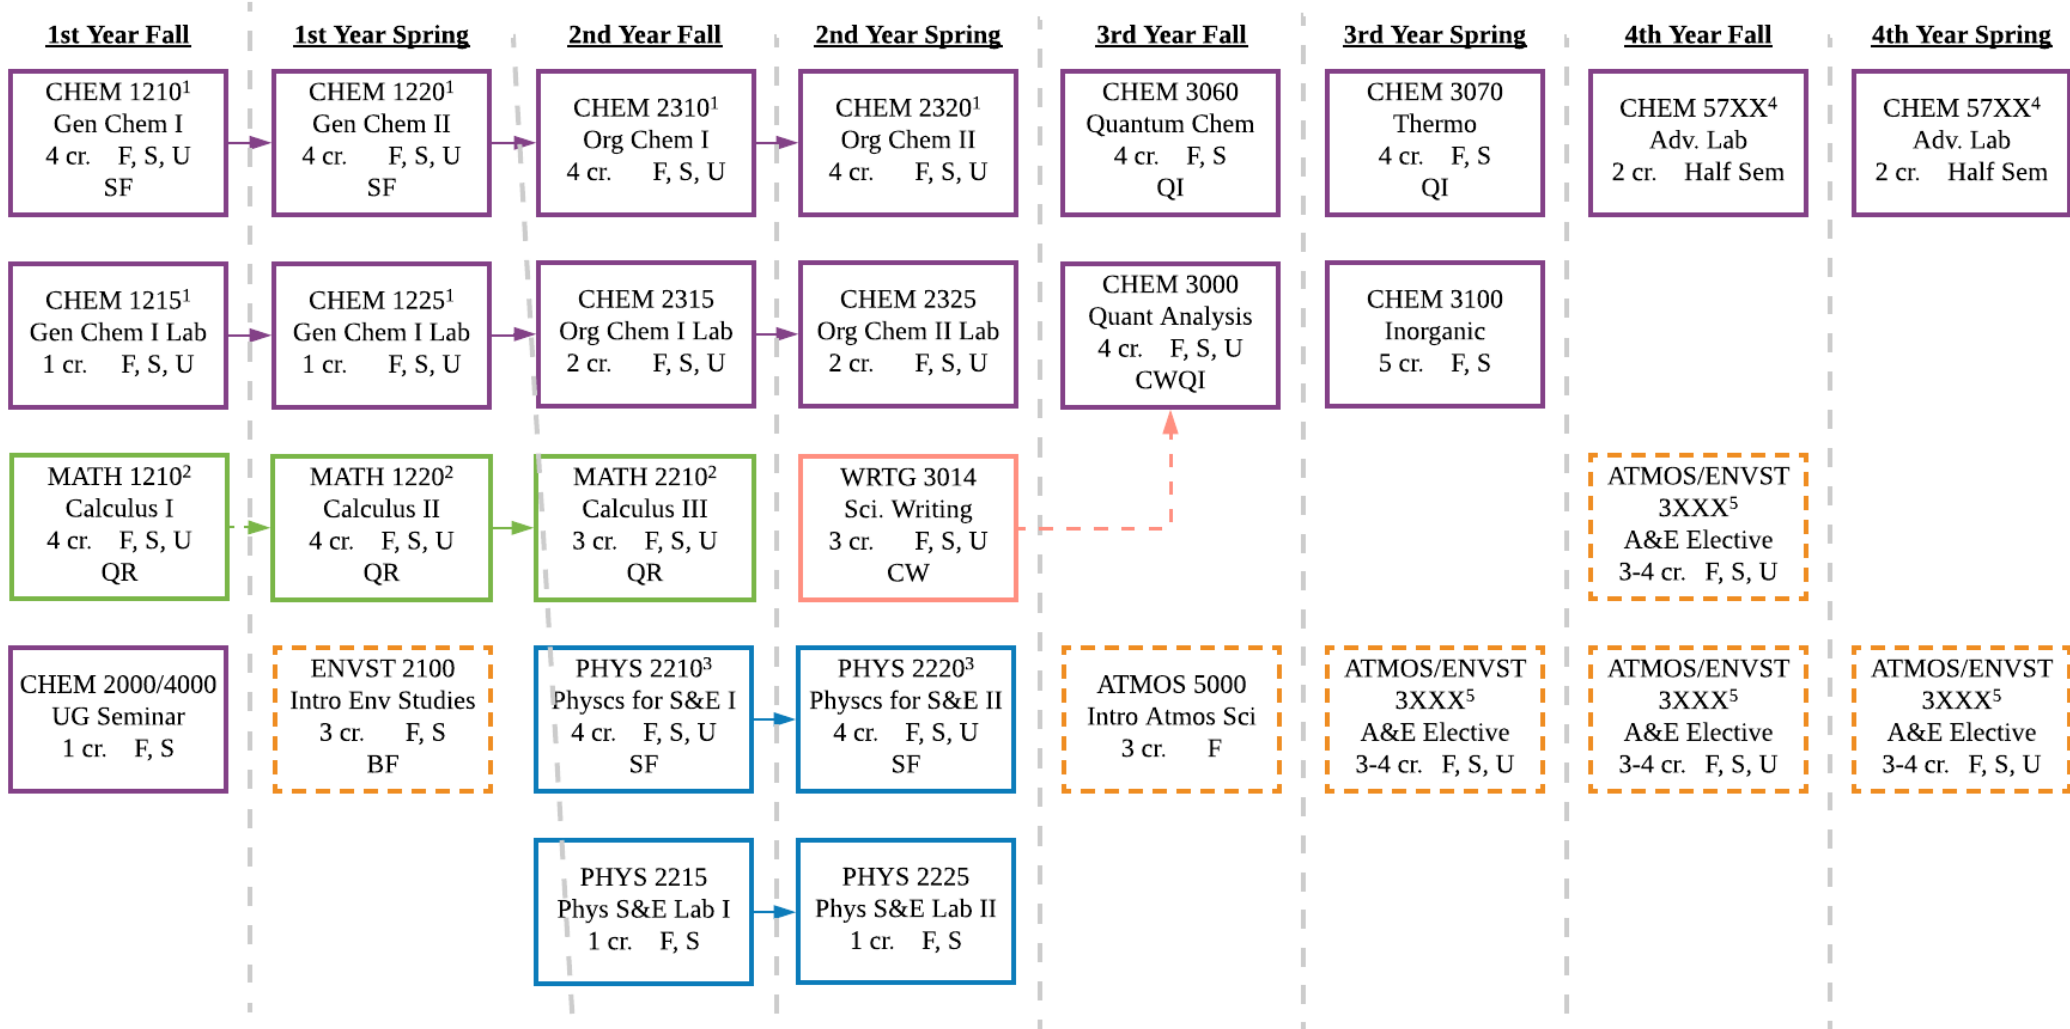 1st Year Fall
1st Year Spring
2nd Year Fall
2nd Year Spring
3rd Year Fall
3rd Year Spring
4th Year Fall
4th Year Spring
CHEM 1210¹
Gen Chem I
4 cr. F, S, U
SF
CHEM 1220¹
Gen Chem II
4 cr. F, S, U
SF
CHEM 2310¹
Org Chem I
4 cr. F, S, U
CHEM 2320¹
Org Chem II
4 cr. F, S, U
CHEM 3060
Quantum Chem
4 cr. F, S
QI
CHEM 3070
Thermo
4 cr. F, S
QI
CHEM 57XX⁴
Adv. Lab
2 cr. Half Sem
CHEM 57XX⁴
Adv. Lab
2 cr. Half Sem
CHEM 1215¹
Gen Chem I Lab
1 cr. F, S, U
CHEM 1225¹
Gen Chem I Lab
1 cr. F, S, U
CHEM 2315
Org Chem I Lab
2 cr. F, S, U
CHEM 2325
Org Chem II Lab
2 cr. F, S, U
CHEM 3000
Quant Analysis
4 cr. F, S, U
CWQI
CHEM 3100
Inorganic
5 cr. F, S
MATH 1210²
Calculus I
4 cr. F, S, U
QR
MATH 1220²
Calculus II
4 cr. F, S, U
QR
MATH 2210²
Calculus III
3 cr. F, S, U
QR
WRTG 3014
Sci. Writing
3 cr. F, S, U
CW
ATMOS/ENVST
3XXX⁵
A&E Elective
3-4 cr. F, S, U
CHEM 2000/4000
UG Seminar
1 cr. F, S
ENVST 2100
Intro Env Studies
3 cr. F, S
BF
PHYS 2210³
Physcs for S&E I
4 cr. F, S, U
SF
PHYS 2220³
Physcs for S&E II
4 cr. F, S, U
SF
ATMOS 5000
Intro Atmos Sci
3 cr. F
ATMOS/ENVST
3XXX⁵
A&E Elective
3-4 cr. F, S, U
ATMOS/ENVST
3XXX⁵
A&E Elective
3-4 cr. F, S, U
ATMOS/ENVST
3XXX�5
A&E Elective
3-4 cr. F, S, U
PHYS 2215
Phys S&E Lab I
1 cr. F, S
PHYS 2225
Phys S&E Lab II
1 cr. F, S